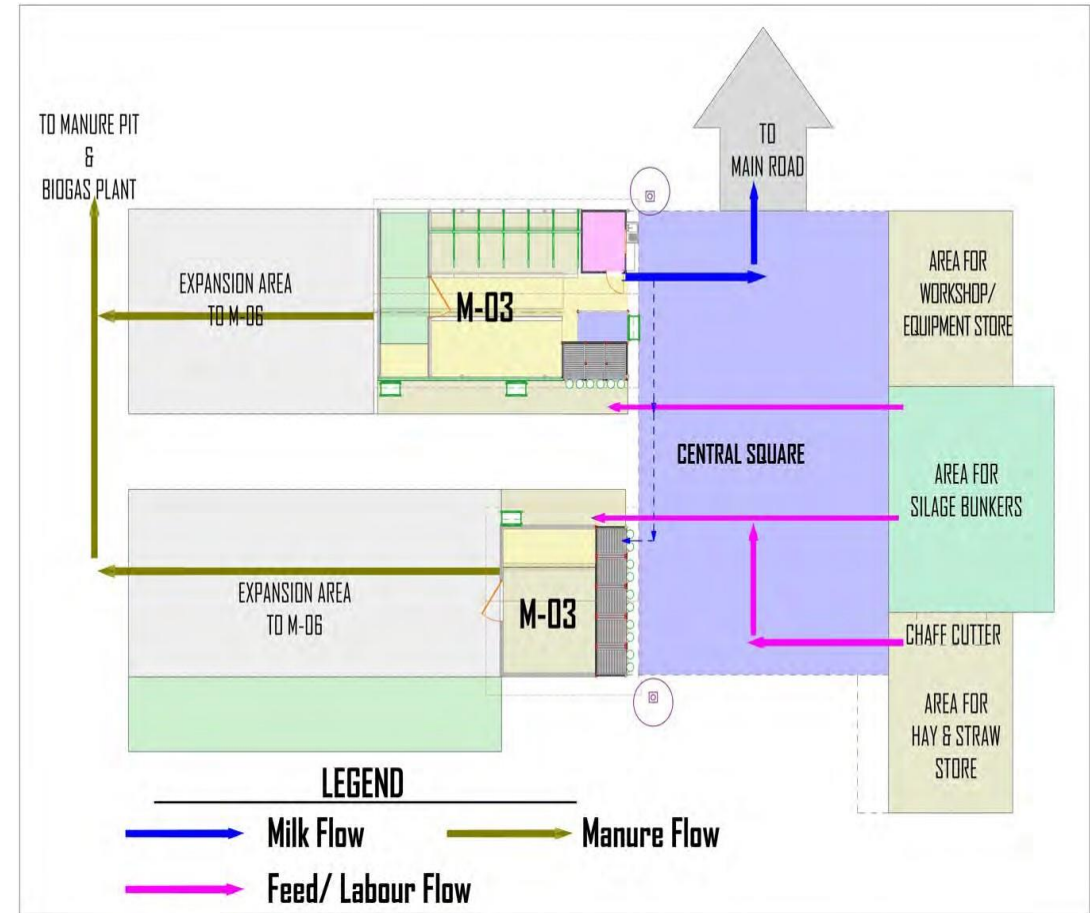 TO MANURE PIT
&
BIOGAS PLANT
TO
MAIN ROAD
EXPANSION AREA
TO M-06
M-03
AREA FOR
WORKSHOP/
EQUIPMENT STORE
CENTRAL SQUARE
AREA FOR
SILAGE BUNKERS
EXPANSION AREA
TO M-06
M-03
CHAFF CUTTER
AREA FOR
HAY & STRAW
STORE
LEGEND
Milk Flow
Manure Flow
Feed/ Labour Flow